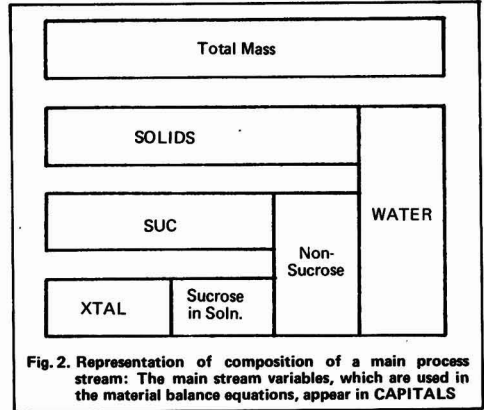 Total Mass
SOLIDS
WATER
SUC
Non-
Sucrose
XTAL
Sucrose
in Soln.
Fig. 2. Representation of composition of a main process
stream: The main stream variables, which are used in
the material balance equations, appear in CAPITALS